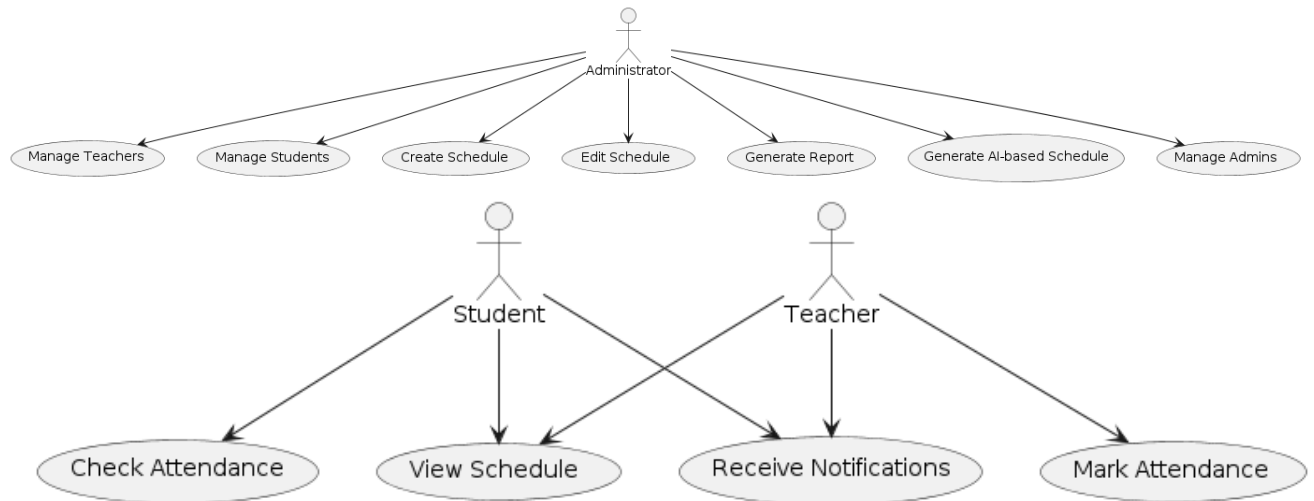 Administrator
Manage Teachers
Manage Students
Create Schedule
Edit Schedule
Generate Report
Generate AI-based Schedule
Manage Admins
Student
Teacher
Check Attendance
View Schedule
Receive Notifications
Mark Attendance